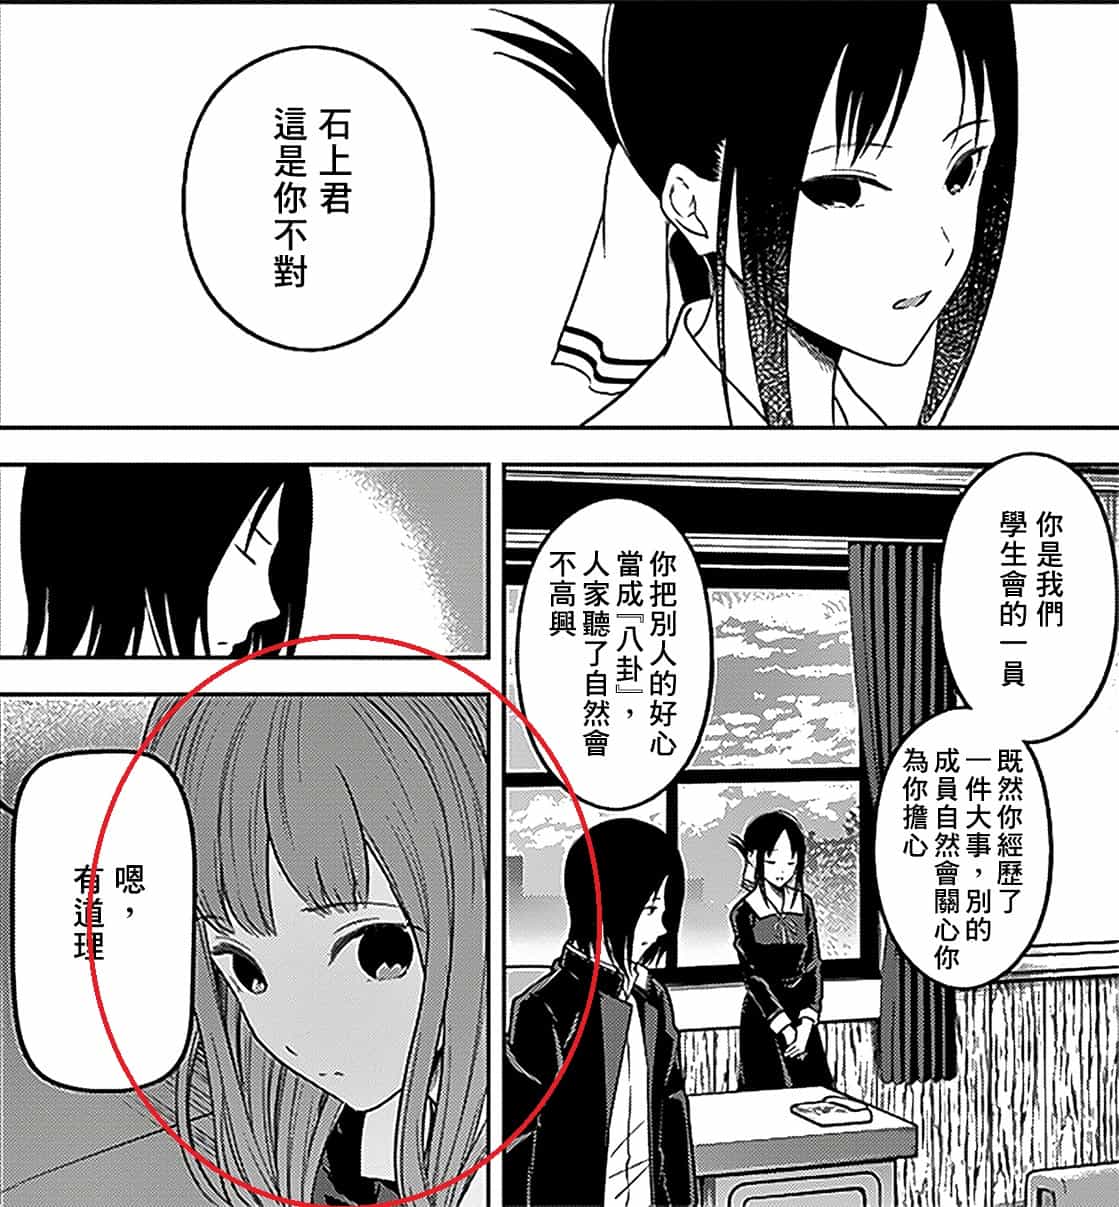 石上君
這是你不對
你是我們
學生會的一員
既然你經歷了
一件大事，別的
成員自然會關心你
為你擔心
你把別人的好心
當成『八卦』，
人家聽了自然會
不高興
嗯，
有道理